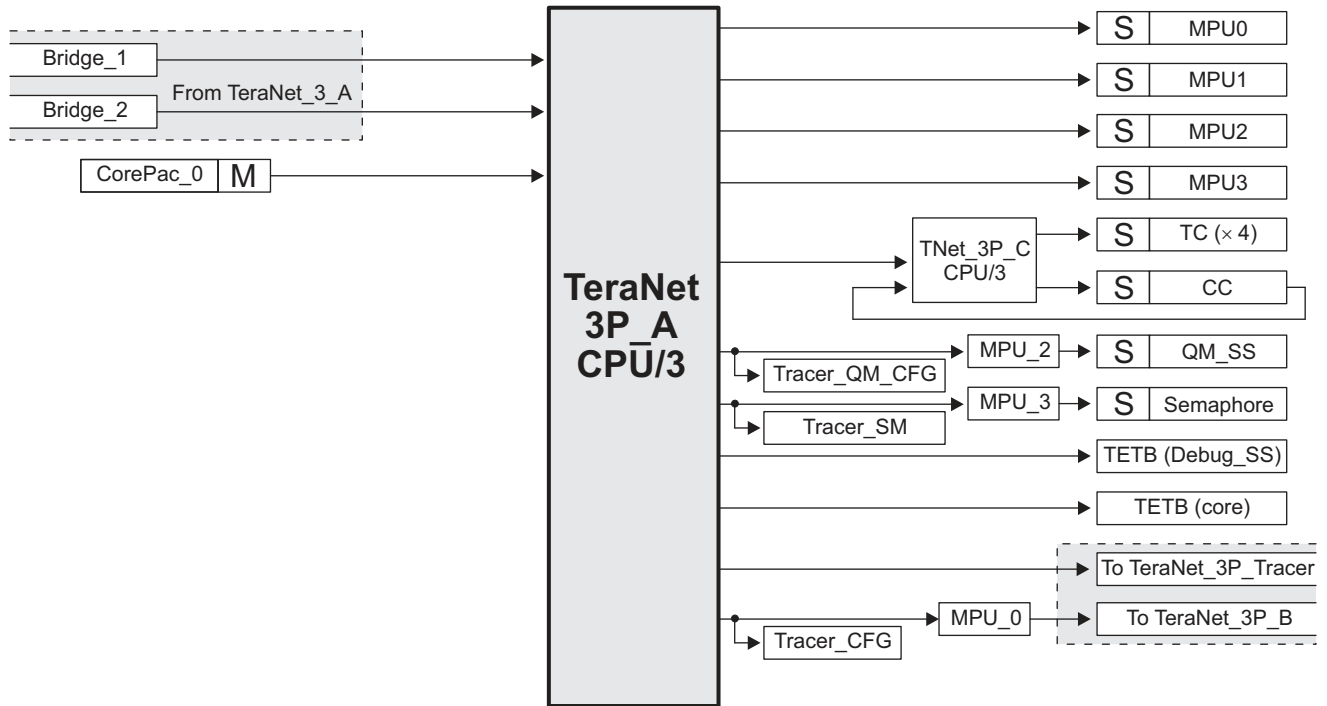 Bridge_1
From TeraNet_3_A
Bridge_2
CorePac_0 M
TeraNet
3P_A
CPU/3
S MPU0
S MPU1
S MPU2
S MPU3
TNet_3P_C
CPU/3
S TC (× 4)
S CC
MPU_2 S QM_SS
Tracer_QM_CFG
MPU_3 S Semaphore
Tracer_SM
TETB (Debug_SS)
TETB (core)
To TeraNet_3P_Tracer
MPU_0 To TeraNet_3P_B
Tracer_CFG